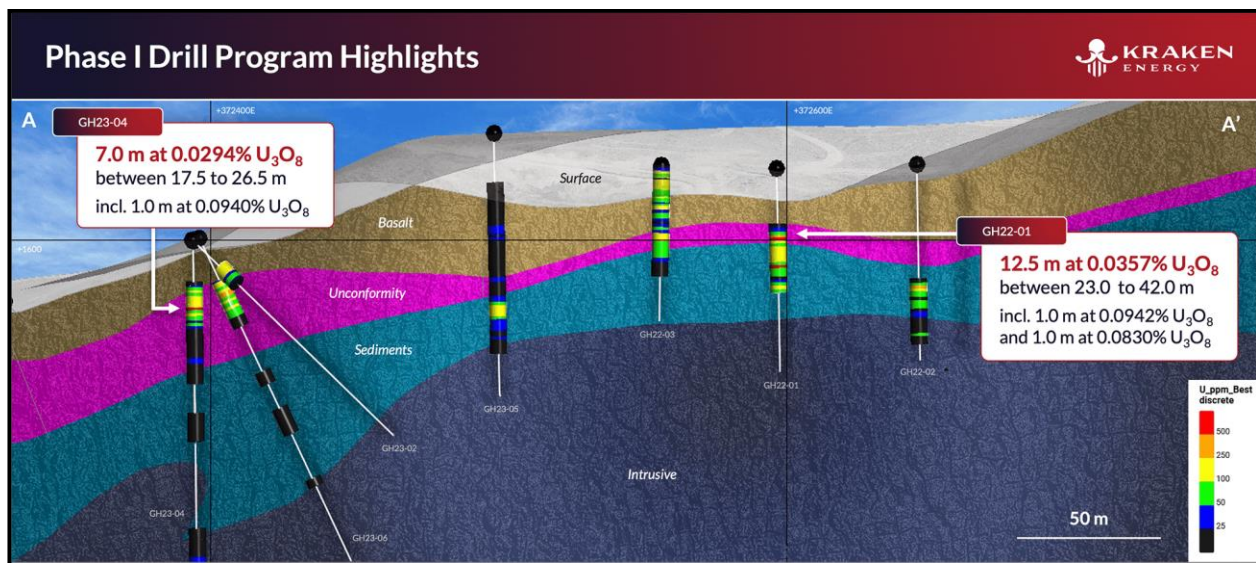 Phase I Drill Program Highlights
KRAKEN
ENERGY
A
GH23-04
7.0 m at 0.0294% U₃O₈
between 17.5 to 26.5 m
incl. 1.0 m at 0.0940% U₃O₈
+372400E
+372600E
A'
Surface
Basalt
+1600
GH22-01
12.5 m at 0.0357% U₃O₈
between 23.0 to 42.0 m
incl. 1.0 m at 0.0942% U₃O₈
and 1.0 m at 0.0830% U₃O₈
Unconformity
Sediments
GH22-03
GH22-01
GH22-02
GH23-05
GH23-02
Intrusive
GH23-04
GH23-06
50 m
U_ppm_Best
discrete
500
250
100
50
25